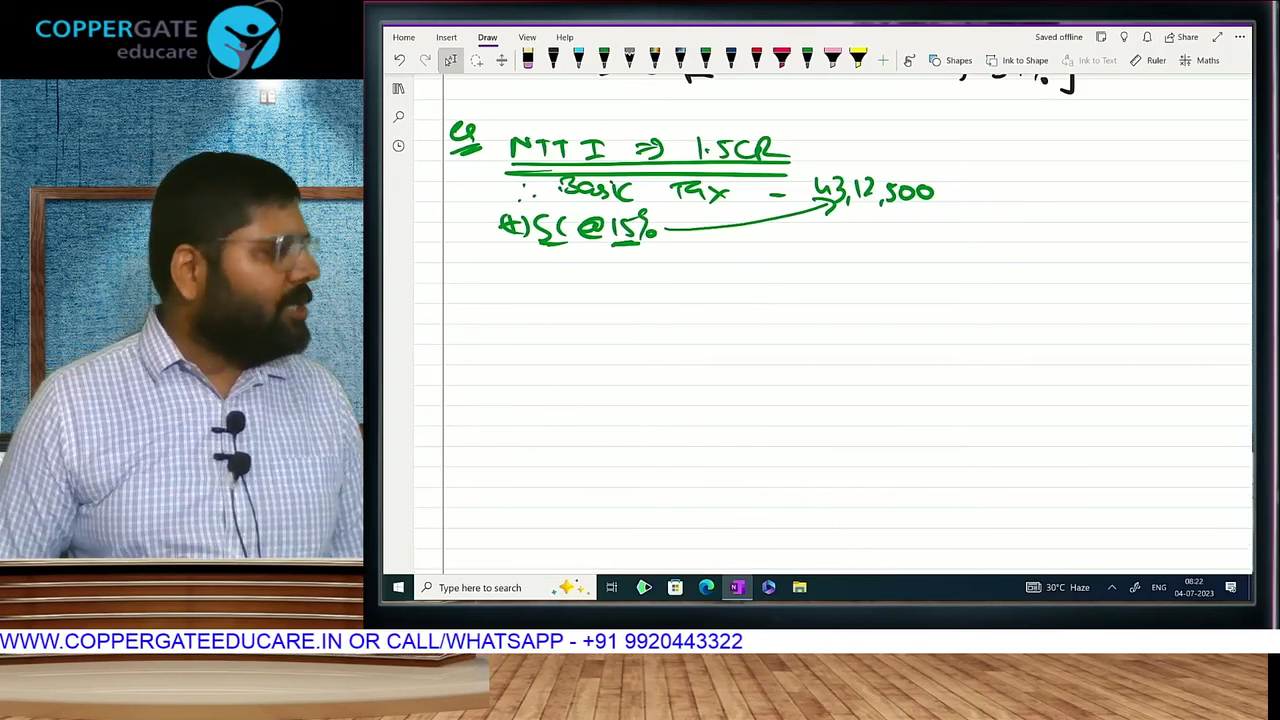 COPPERGATE
educare
Home Insert Draw View Help
Saved offline
Share
Shapes Ink to Shape Ink to Text Ruler Maths
eg
NTTI ⇒ 1.5CR
∴ Basic Tax - 43,12,500
(+) SC @ 15%
Type here to search
30°C Haze
ENG
08:22
04-07-2023
WWW.COPPERGATEEDUCARE.IN OR CALL/WHATSAPP - +91 9920443322